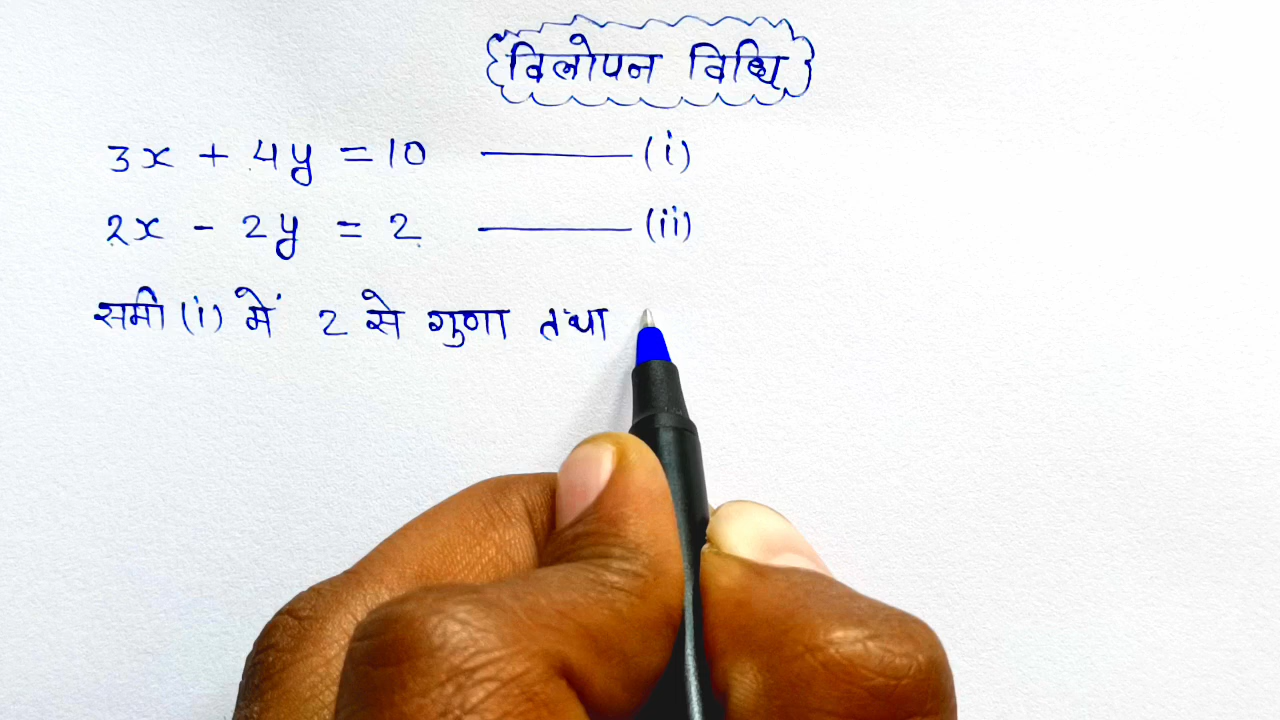 विलोपन विधि
3x + 4y = 10 ——— (i)
2x - 2y = 2 ——— (ii)
समी (i) में 2 से गुणा तथा